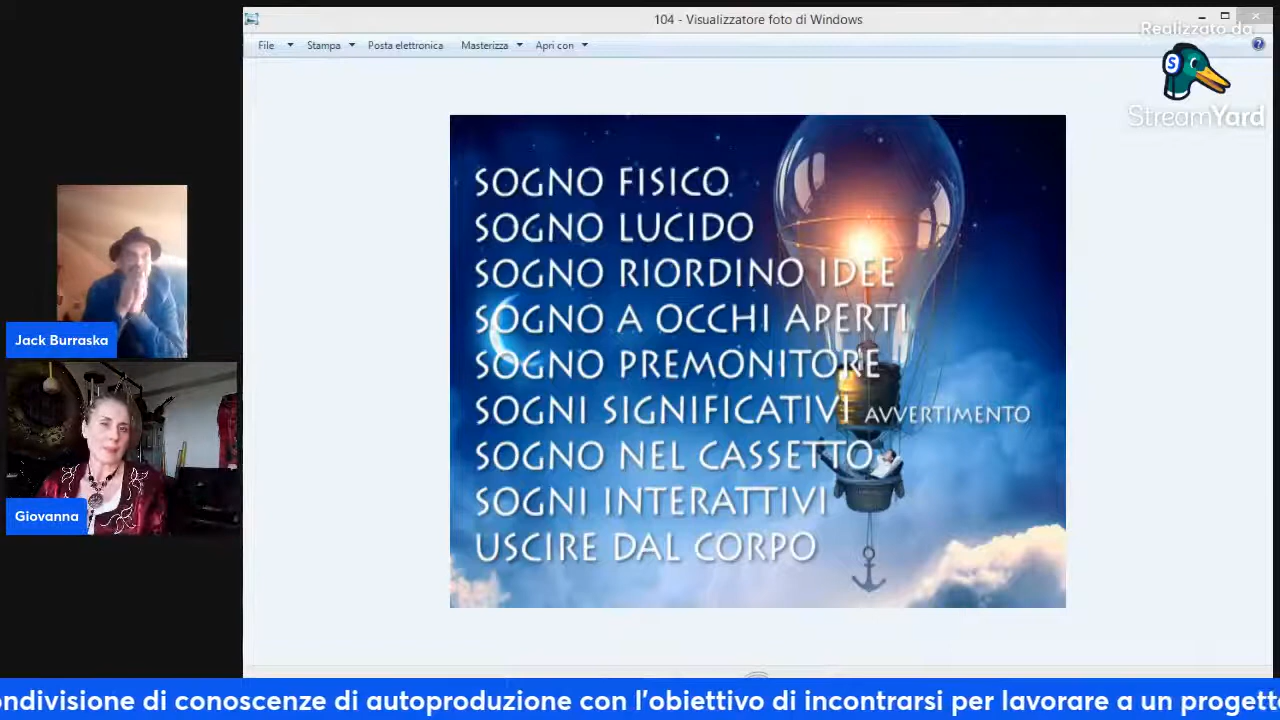 104 - Visualizzatore foto di Windows
Realizzato da
File Stampa Posta elettronica Masterizza Apri con
StreamYard
SOGNO FISICO
SOGNO LUCIDO
SOGNO RIORDINO IDEE
SOGNO A OCCHI APERTI
SOGNO PREMONITORE
SOGNI SIGNIFICATIVI AVVERTIMENTO
SOGNO NEL CASSETTO
SOGNI INTERATTIVI
USCIRE DAL CORPO
Jack Burraska
Giovanna
ondivisione di conoscenze di autoproduzione con l'obiettivo di incontrarsi per lavorare a un progett